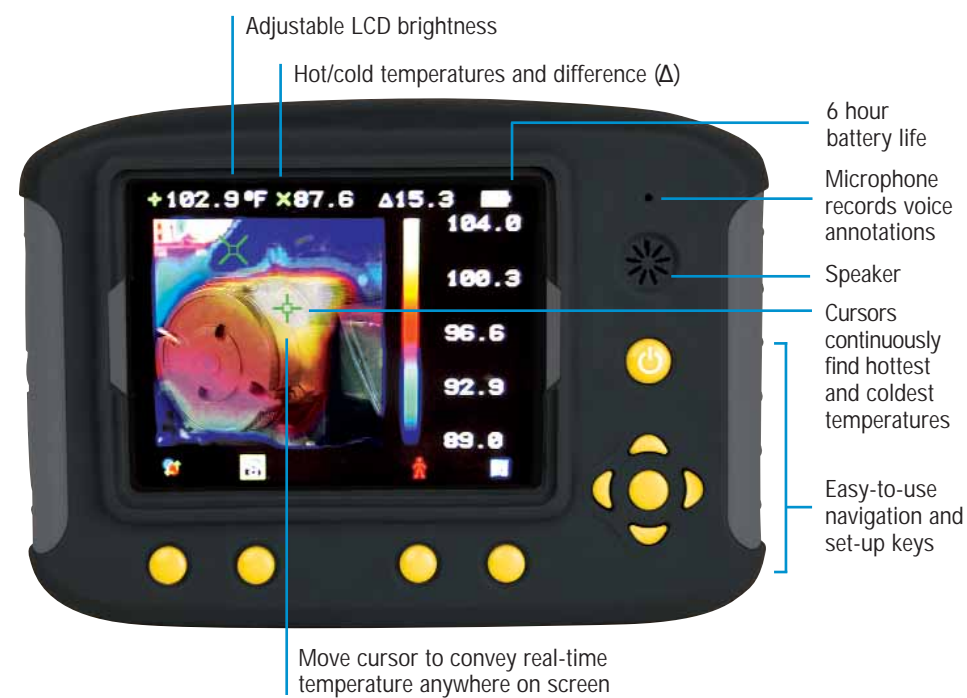 Adjustable LCD brightness
Hot/cold temperatures and difference (Δ)
6 hour
battery life
Microphone
records voice
annotations
Speaker
Cursors
continuously
find hottest
and coldest
temperatures
Easy-to-use
navigation and
set-up keys
+102.9°F ×87.6 Δ15.3
104.0
100.3
96.6
92.9
89.0
Move cursor to convey real-time
temperature anywhere on screen